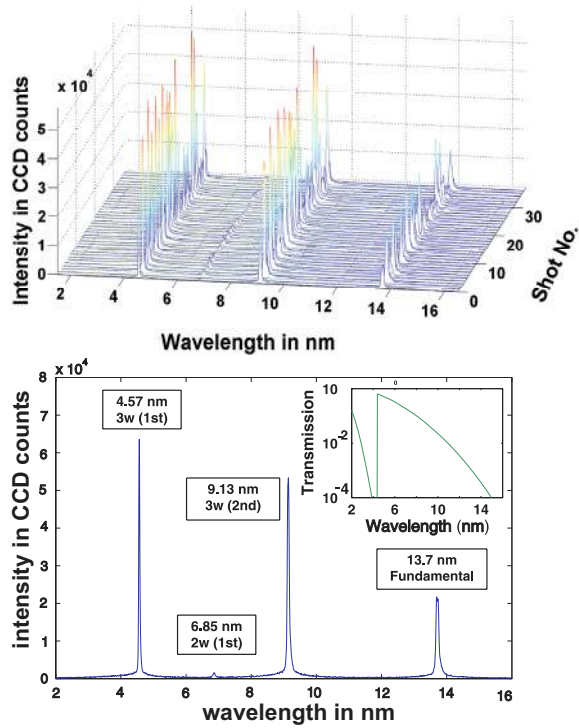 Intensity in CCD counts
x 10^4
5
4
3
2
1
0
2 4 6 8 10 12 14 16
Wavelength in nm
0
10
20
30
Shot No.
x 10^4
intensity in CCD counts
8
7
6
5
4
3
2
1
0
2 4 6 8 10 12 14 16
wavelength in nm
4.57 nm
3w (1st)
6.85 nm
2w (1st)
9.13 nm
3w (2nd)
13.7 nm
Fundamental
0
Transmission
10
10^-2
10^-4
2 6 10 14
Wavelength (nm)